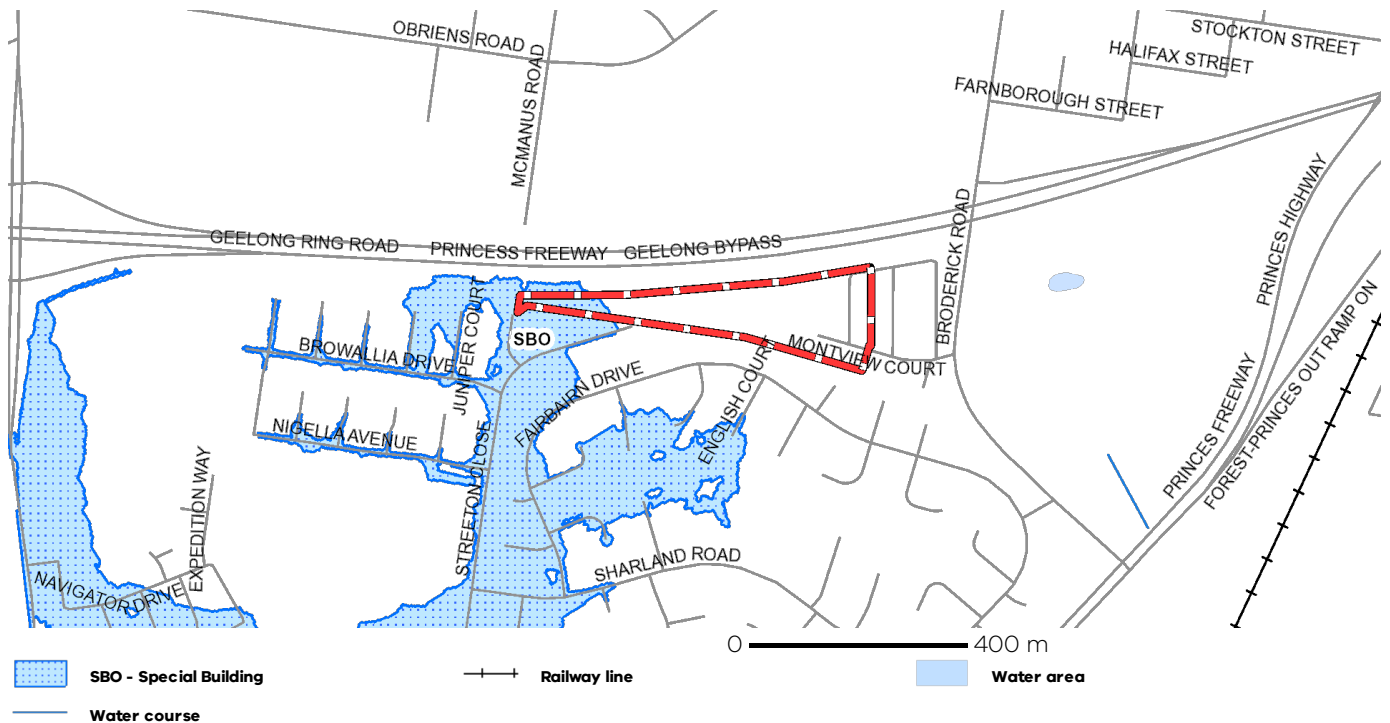 OBRIENS ROAD
MCMANUS ROAD
STOCKTON STREET
HALIFAX STREET
FARNBOROUGH STREET
PRINCES HIGHWAY
GEELONG RING ROAD
PRINCESS FREEWAY
GEELONG BYPASS
BRODERICK ROAD
JUNIPER COURT
SBO
BROWALLIA DRIVE
MONTVIEW COURT
FAIRBAIRN DRIVE
ENGLISH COURT
NIGELLA AVENUE
STREETON CLOSE
EXPEDITION WAY
PRINCES FREEWAY
FOREST-PRINCES OUT RAMP ON
NAVIGATOR DRIVE
SHARLAND ROAD
0 400 m
SBO - Special Building
Railway line
Water area
Water course